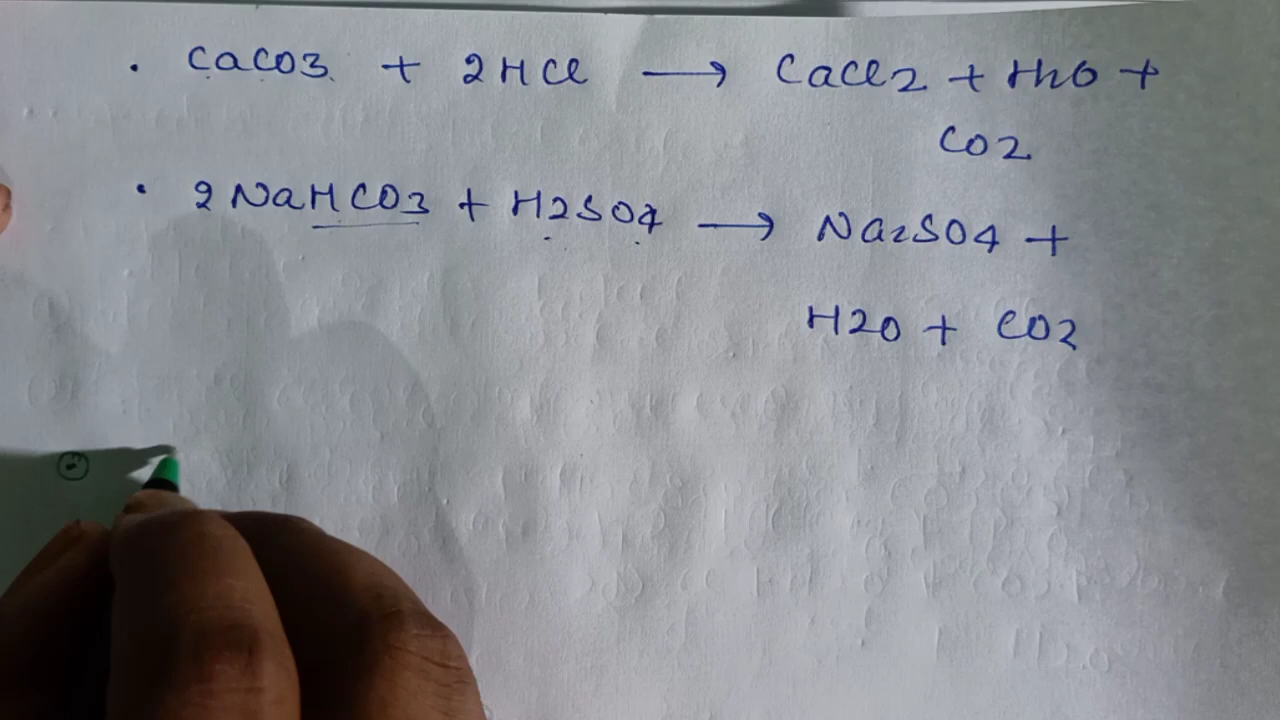 . CaCO3 + 2HCl → CaCl2 + H2O +
CO2
. 2NaHCO3 + H2SO4 → Na2SO4 +
H2O + CO2